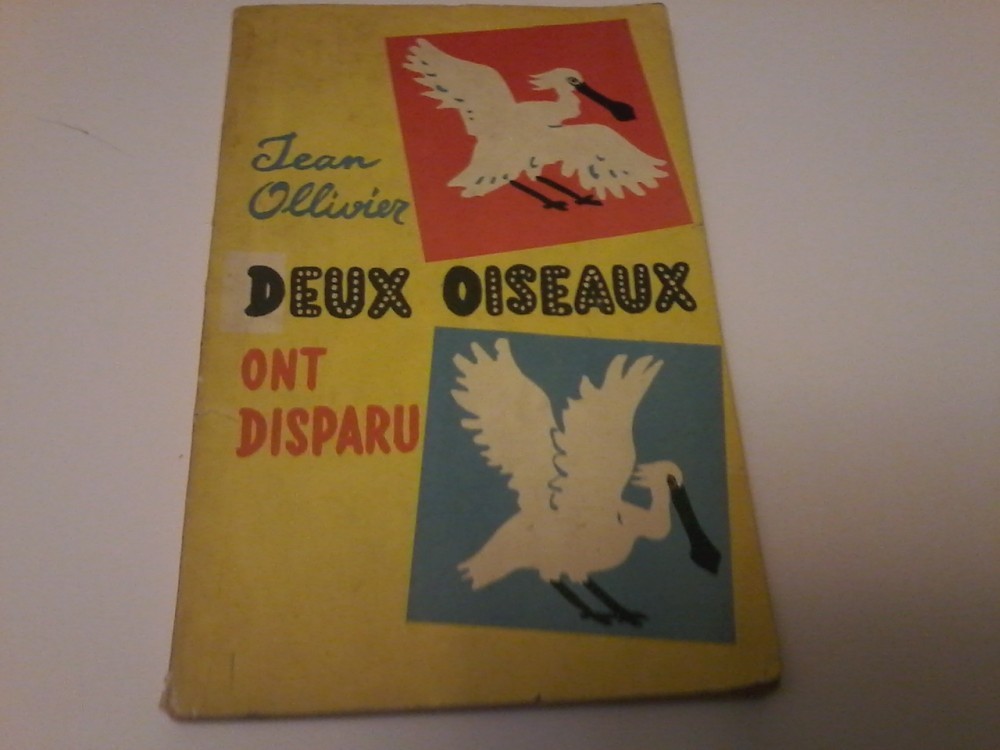 Jean
Ollivier
DEUX OISEAUX
ONT
DISPARU